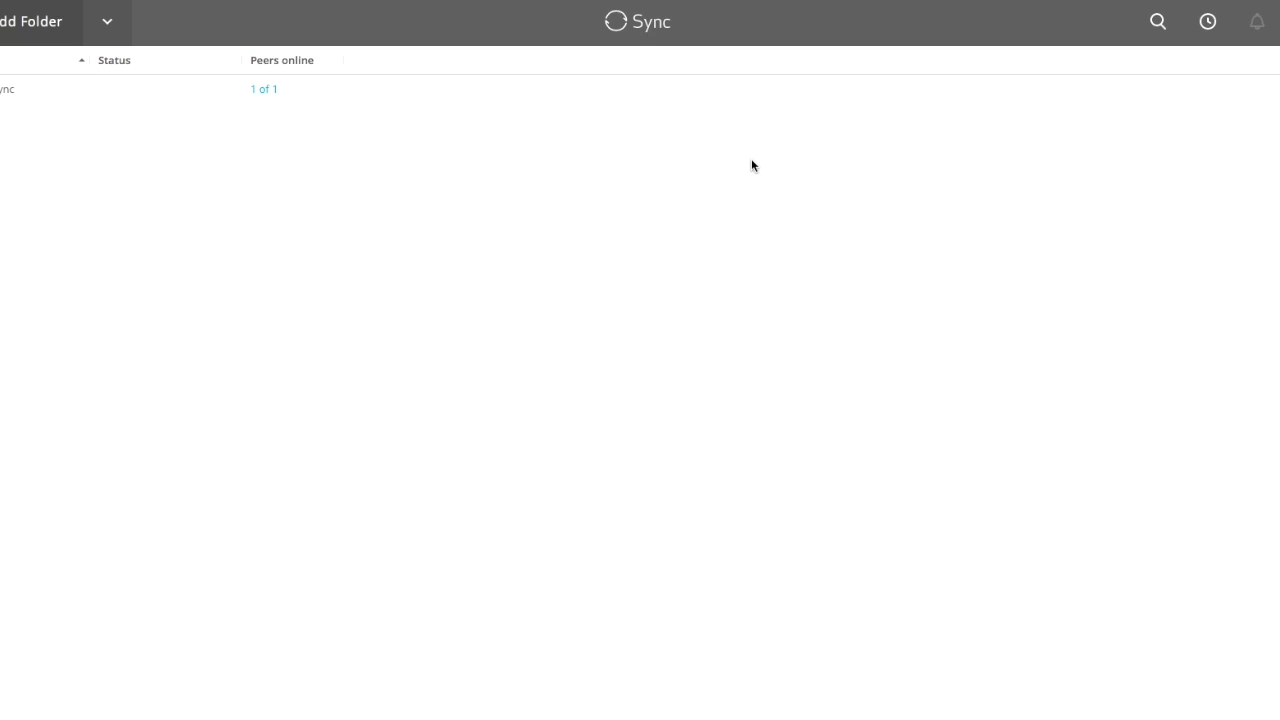 dd Folder
Sync
Status
Peers online
ync
1 of 1